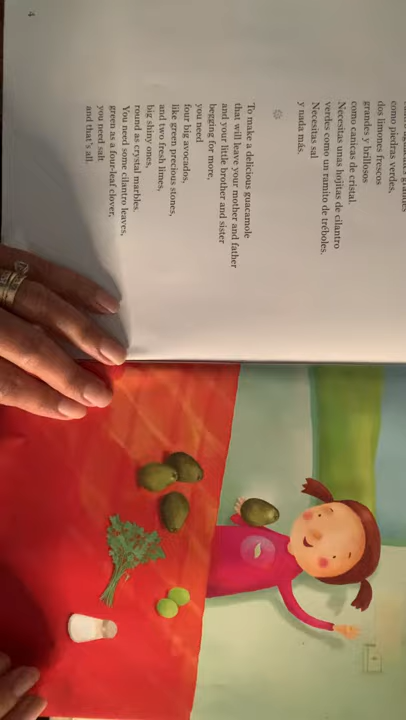 como piedras verdes,
dos limones frescos
grandes y brillosos
como canicas de cristal.
Necesitas unas hojitas de cilantro
verdes como un ramito de tréboles.
Necesitas sal
y nada más.
To make a delicious guacamole
that will leave your mother and father
and your little brother and sister
begging for more,
you need
four big avocados,
like green precious stones,
and two fresh limes,
big shiny ones,
round as crystal marbles.
You need some cilantro leaves,
green as a four-leaf clover,
you need salt
and that's all.
4